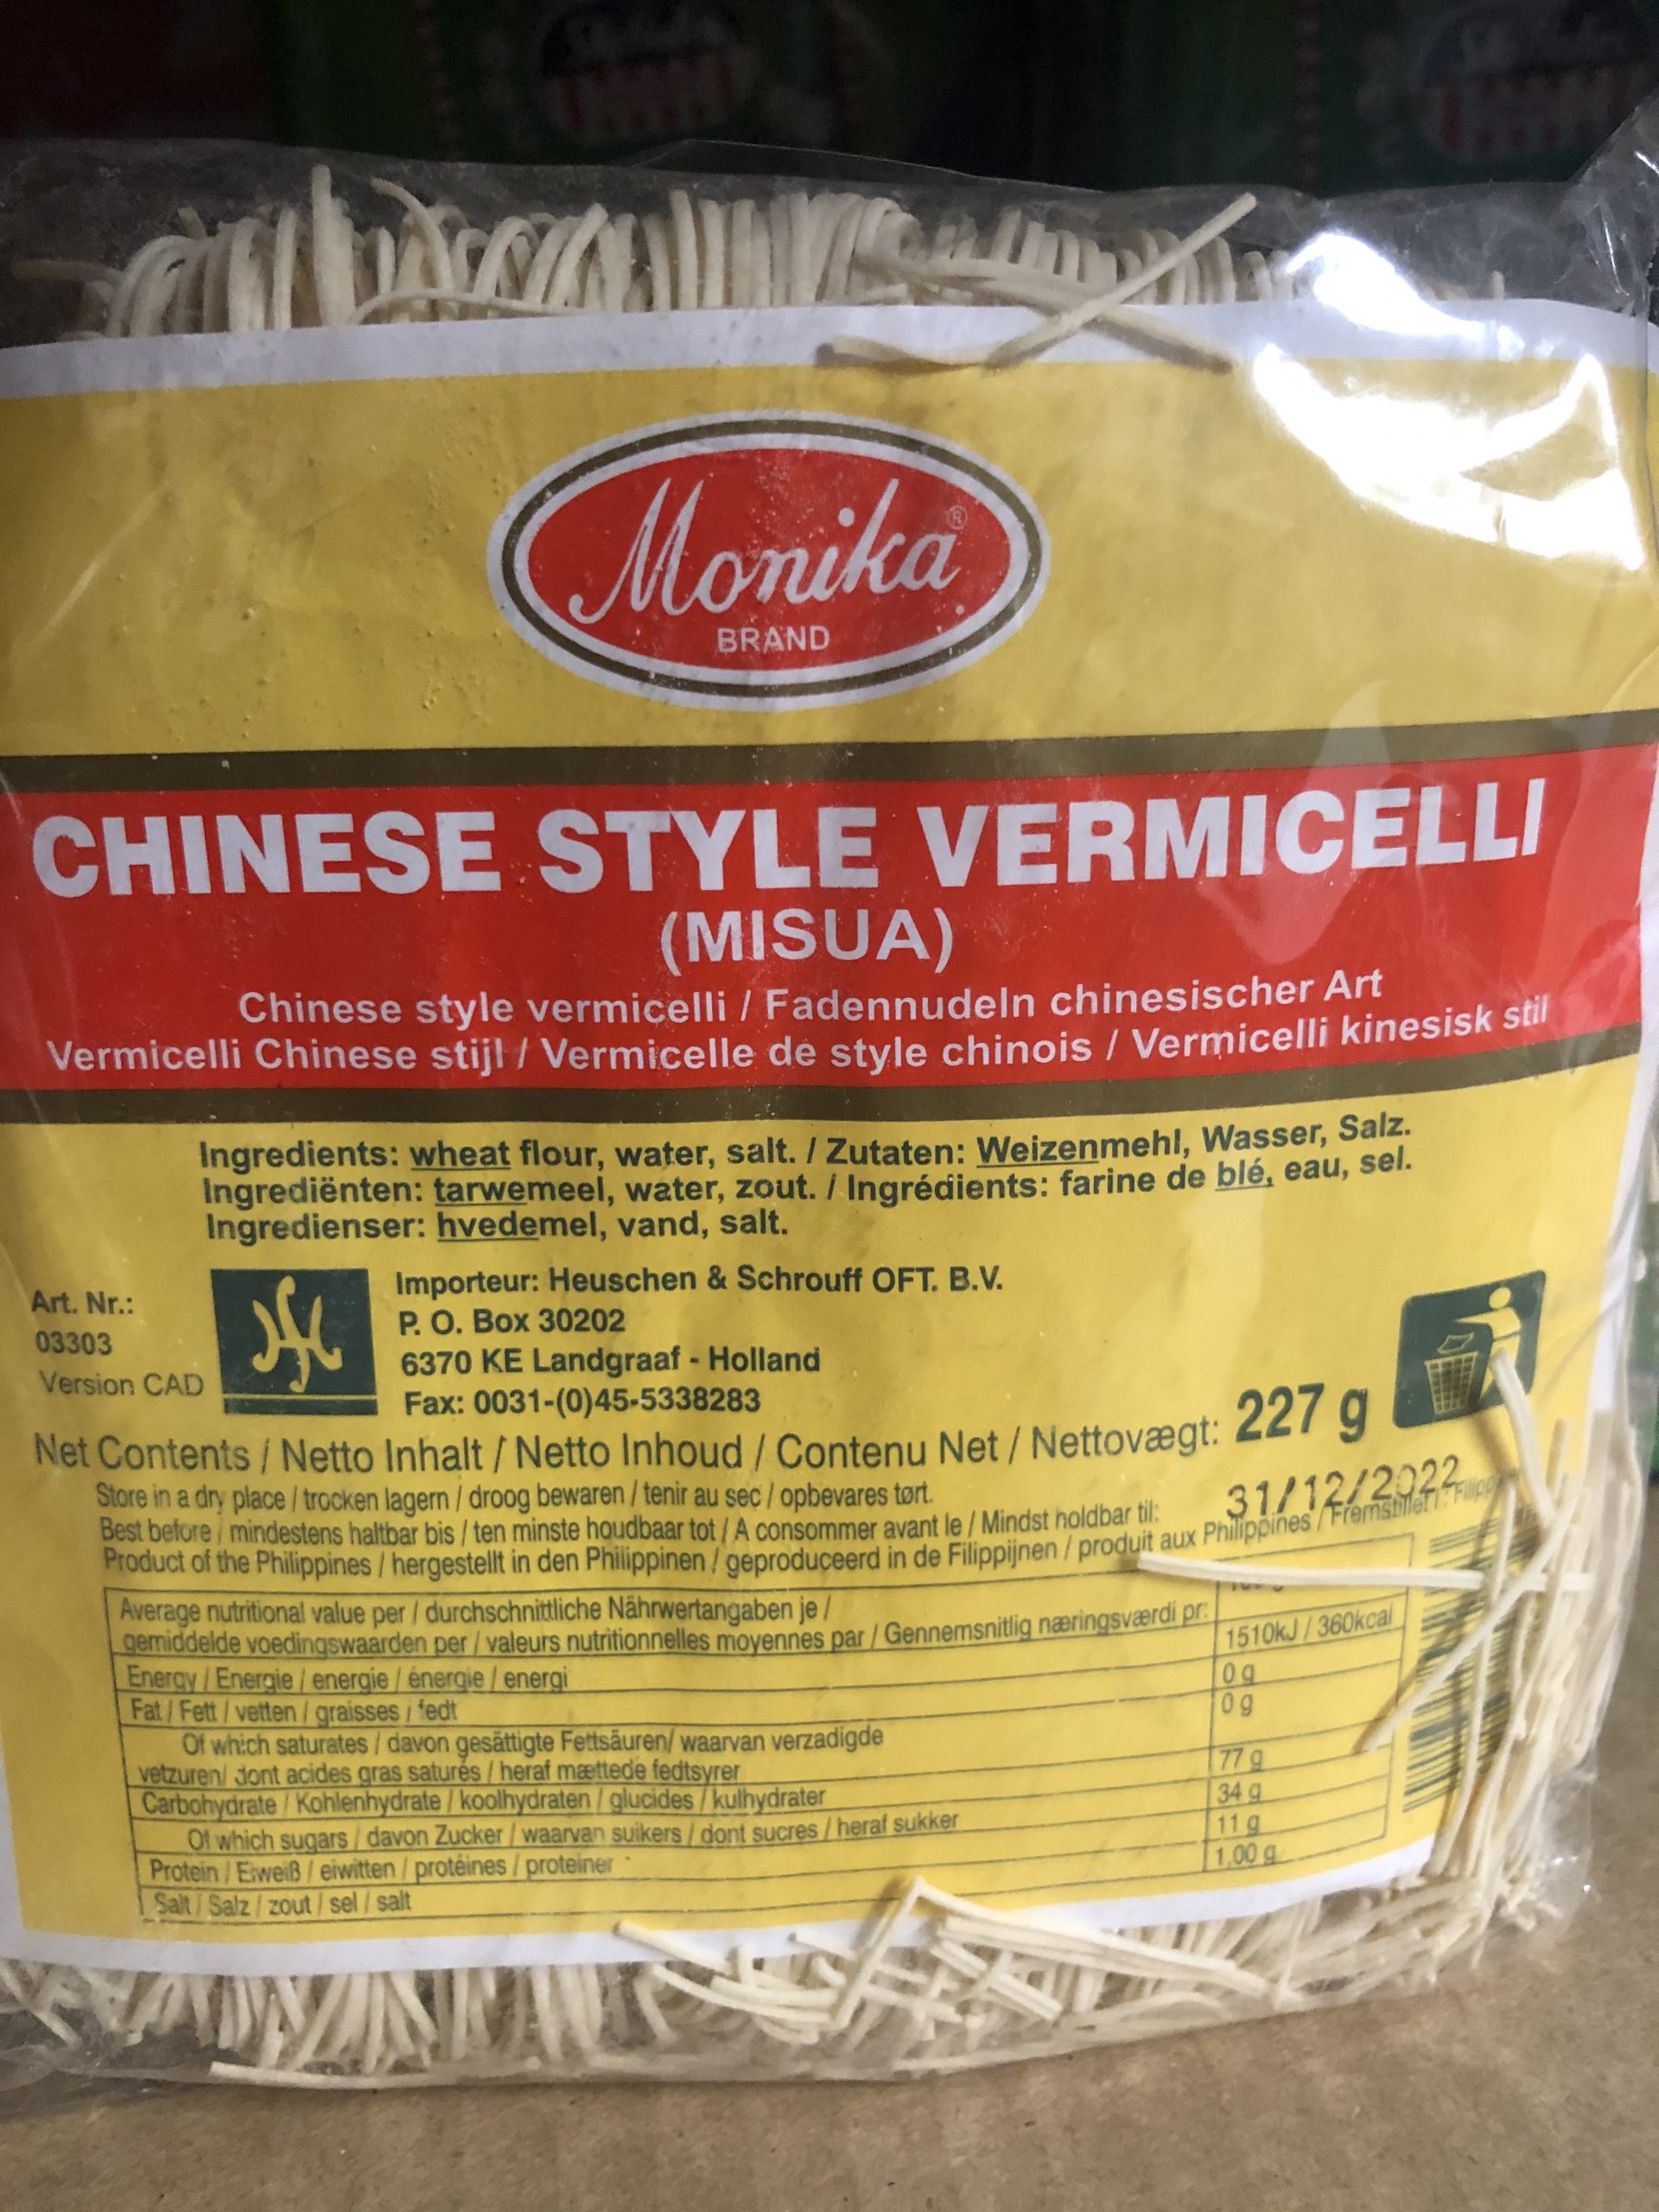 Monika®
BRAND
CHINESE STYLE VERMICELLI
(MISUA)
Chinese style vermicelli / Fadennudeln chinesischer Art
Vermicelli Chinese stijl / Vermicelle de style chinois / Vermicelli kinesisk stil
Ingredients: wheat flour, water, salt. / Zutaten: Weizenmehl, Wasser, Salz.
Ingrediënten: tarwemeel, water, zout. / Ingrédients: farine de blé, eau, sel.
Ingredienser: hvedemel, vand, salt.
Art. Nr.:
03303
Version CAD
Importeur: Heuschen & Schrouff OFT. B.V.
P. O. Box 30202
6370 KE Landgraaf - Holland
Fax: 0031-(0)45-5338283
Net Contents / Netto Inhalt / Netto Inhoud / Contenu Net / Nettovægt: 227 g
Store in a dry place / trocken lagern / droog bewaren / tenir au sec / opbevares tørt.
Best before / mindestens haltbar bis / ten minste houdbaar tot / A consommer avant le / Mindst holdbar til: 31/12/2022
Product of the Philippines / hergestellt in den Philippinen / geproduceerd in de Filippijnen / produit aux Philippines / Fremstillet i:
Average nutritional value per / durchschnittliche Nährwertangaben je /
gemiddelde voedingswaarden per / valeurs nutritionnelles moyennes par / Gennemsnitlig næringsværdi pr:
Energy / Energie / energie / énergie / energi 1510kJ / 360kcal
Fat / Fett / vetten / graisses / fedt 0 g
Of which saturates / davon gesättigte Fettsäuren/ waarvan verzadigde 0 g
vetzuren/ dont acides gras saturés / heraf mættede fedtsyrer
Carbohydrate / Kohlenhydrate / koolhydraten / glucides / kulhydrater 77 g
Of which sugars / davon Zucker / waarvan suikers / dont sucres / heraf sukker 34 g
Protein / Eiweiß / eiwitten / protéines / proteiner 11 g
Salt / Salz / zout / sel / salt 1,00 g